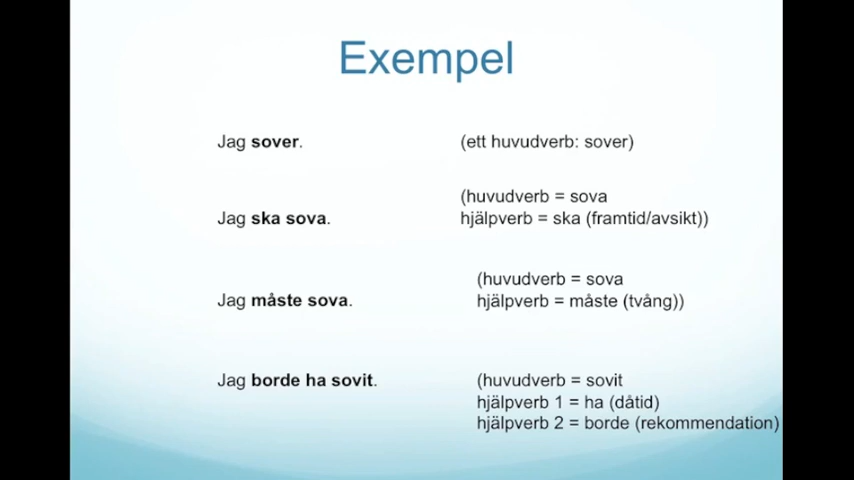 Exempel
Jag sover. (ett huvudverb: sover)
(huvudverb = sova
Jag ska sova. hjälpverb = ska (framtid/avsikt))
(huvudverb = sova
Jag måste sova. hjälpverb = måste (tvång))
Jag borde ha sovit. (huvudverb = sovit
hjälpverb 1 = ha (dåtid)
hjälpverb 2 = borde (rekommendation)